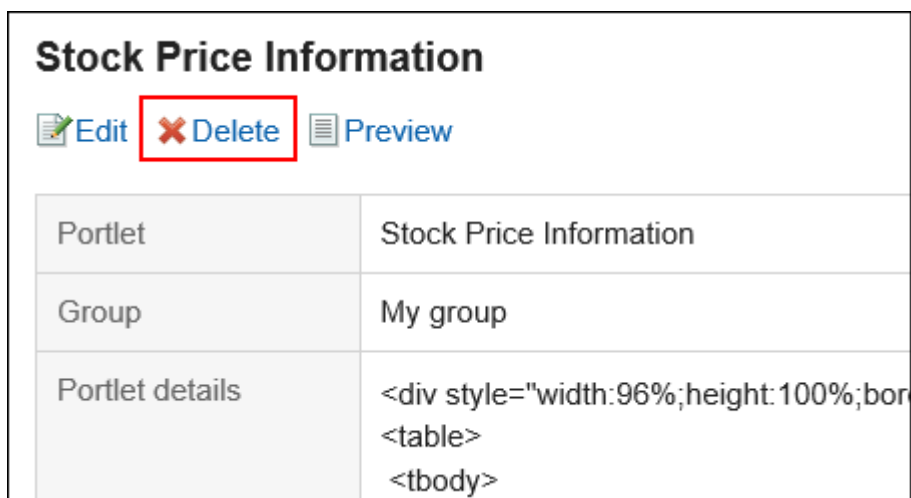 Stock Price Information
Edit Delete Preview
Portlet Stock Price Information
Group My group
Portlet details <div style="width:96%;height:100%;bor
<table>
<tbody>